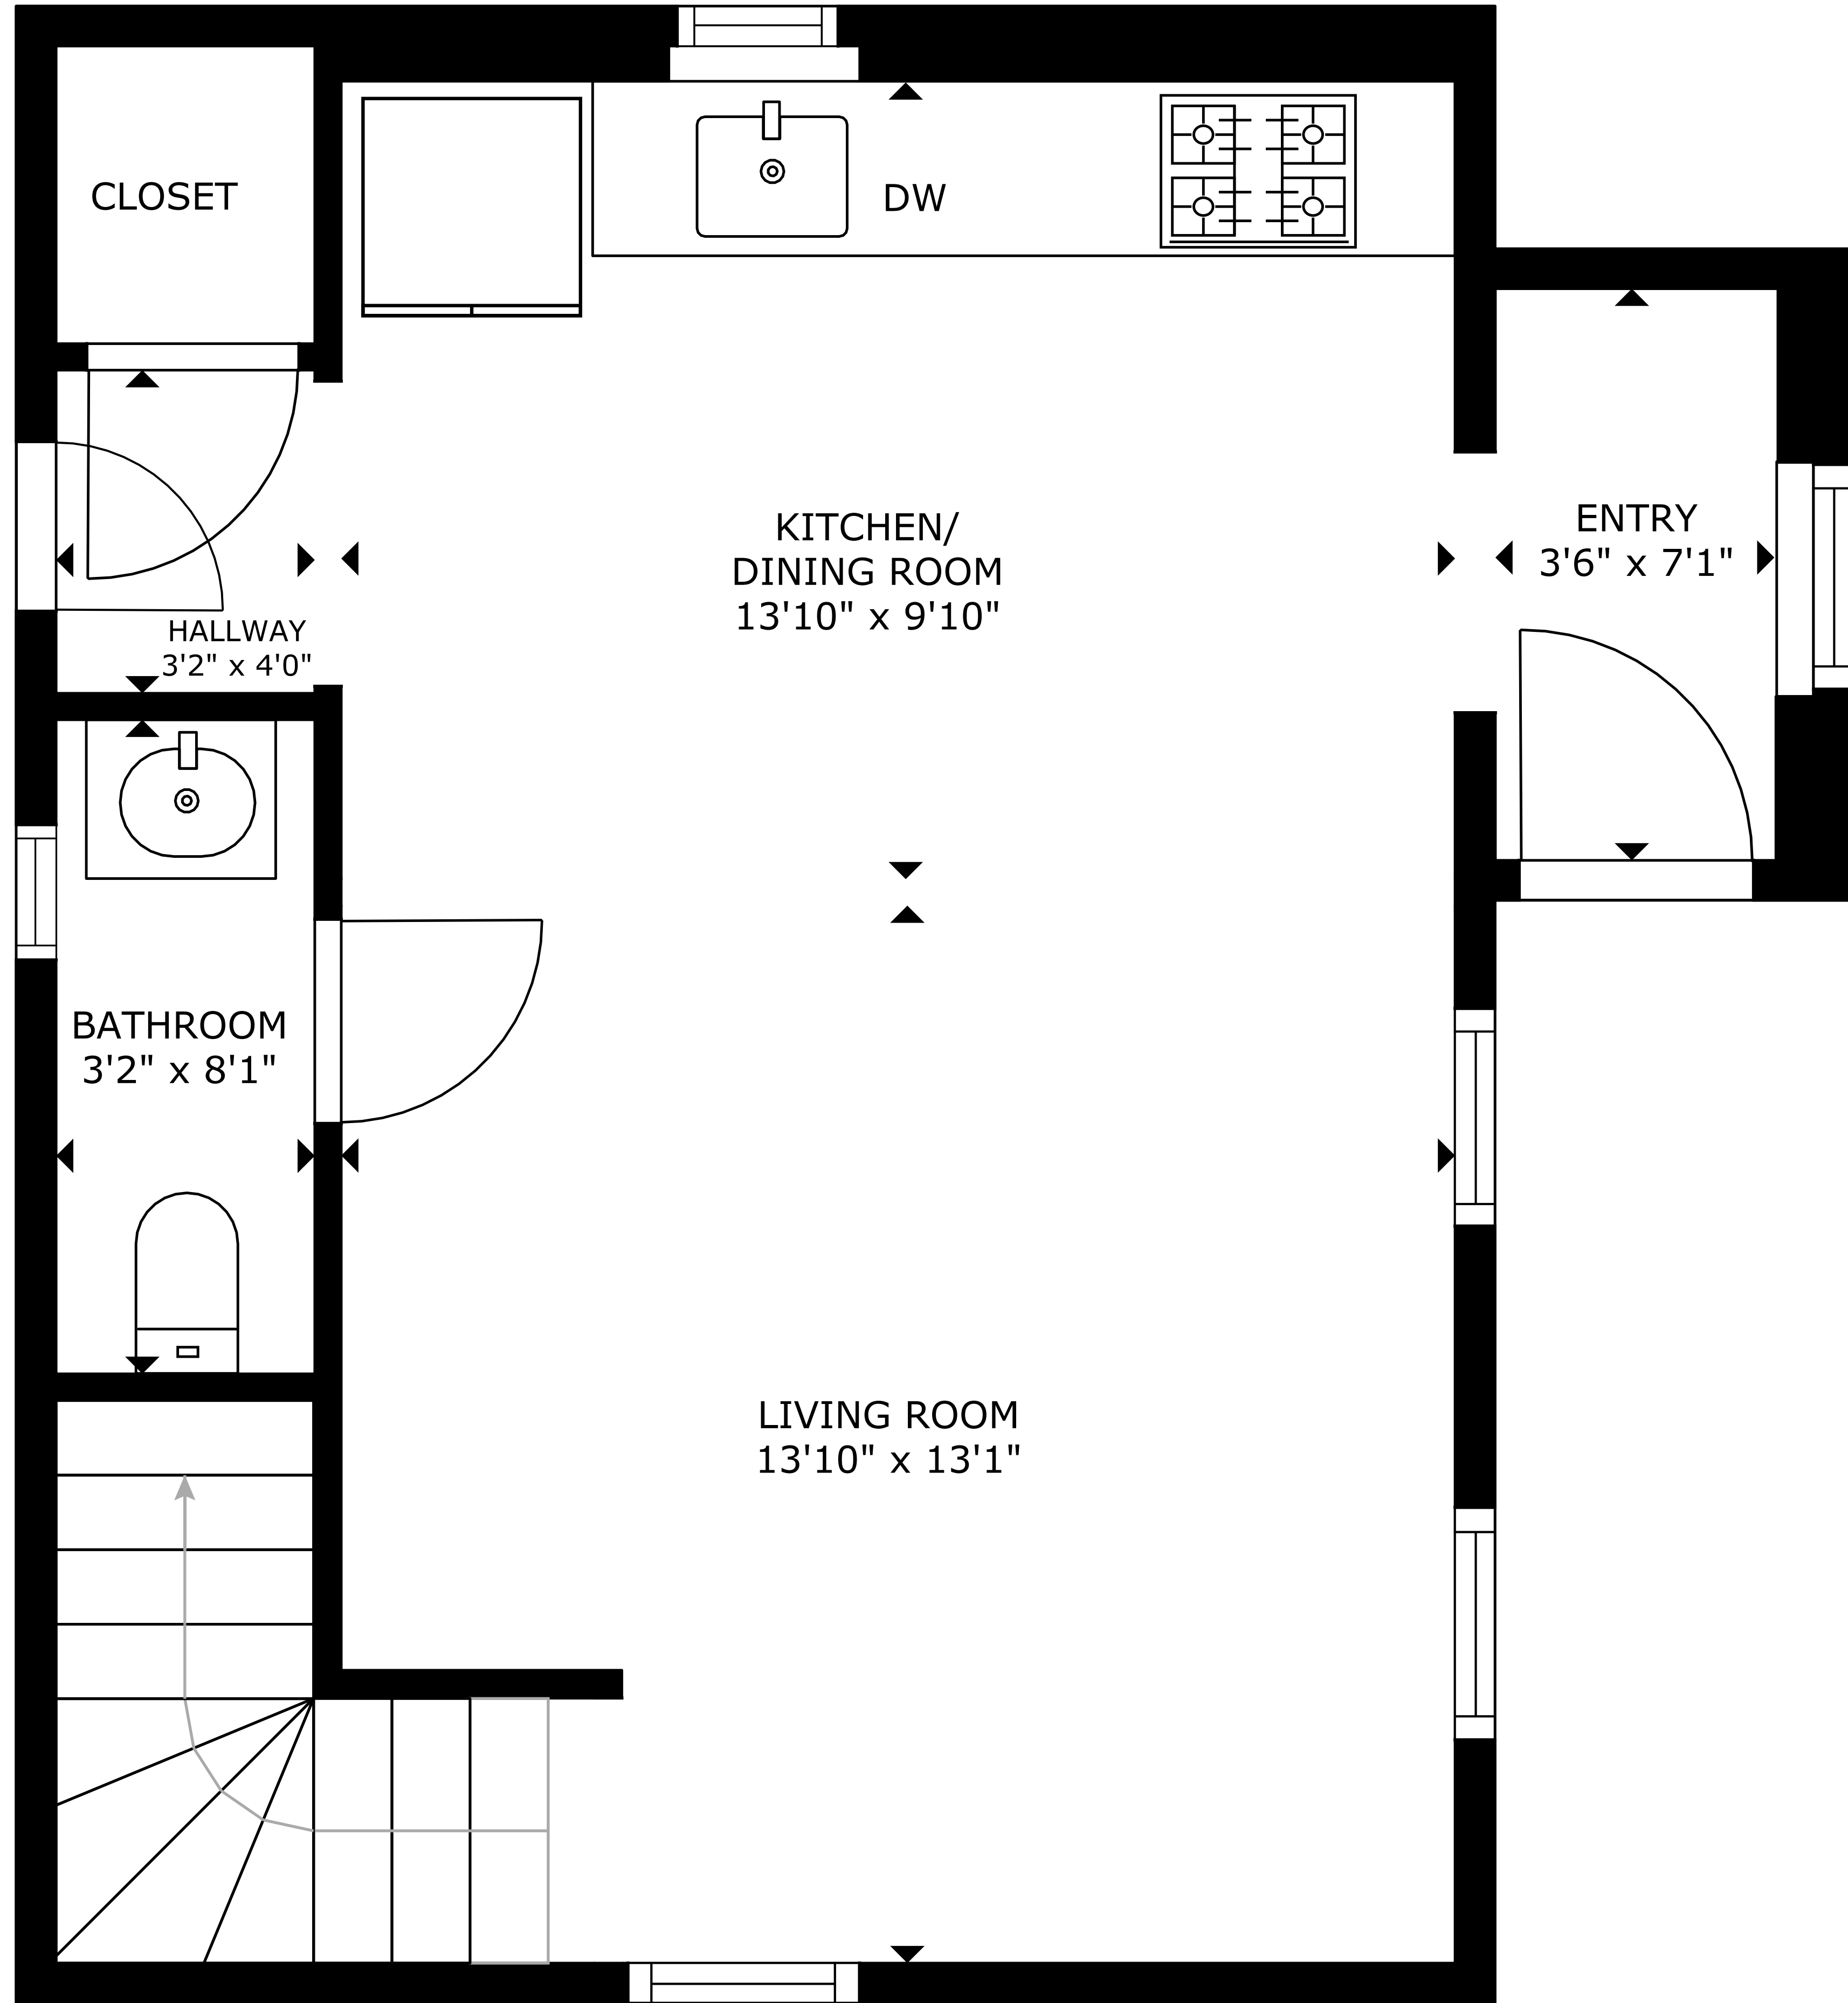 CLOSET
DW
KITCHEN/
DINING ROOM
13'10" x 9'10"
ENTRY
3'6" x 7'1"
HALLWAY
3'2" x 4'0"
BATHROOM
3'2" x 8'1"
LIVING ROOM
13'10" x 13'1"